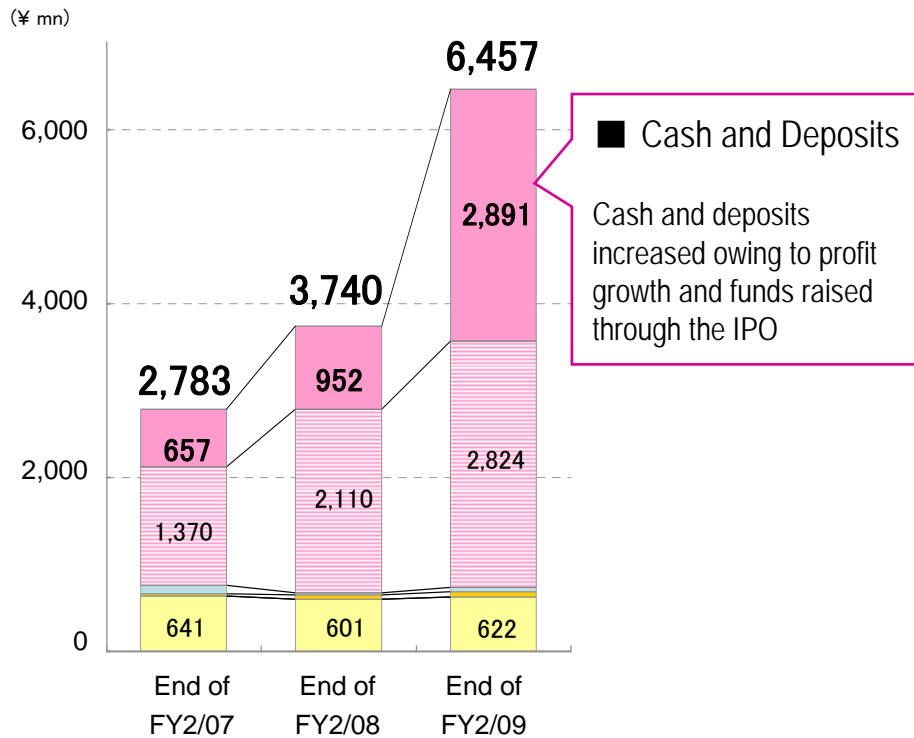 (¥ mn)
6,457
6,000
■ Cash and Deposits
2,891
Cash and deposits
increased owing to profit
growth and funds raised
through the IPO
4,000
3,740
2,783
952
657
2,824
2,000
2,110
1,370
0
641
601
622
End of
FY2/07
End of
FY2/08
End of
FY2/09